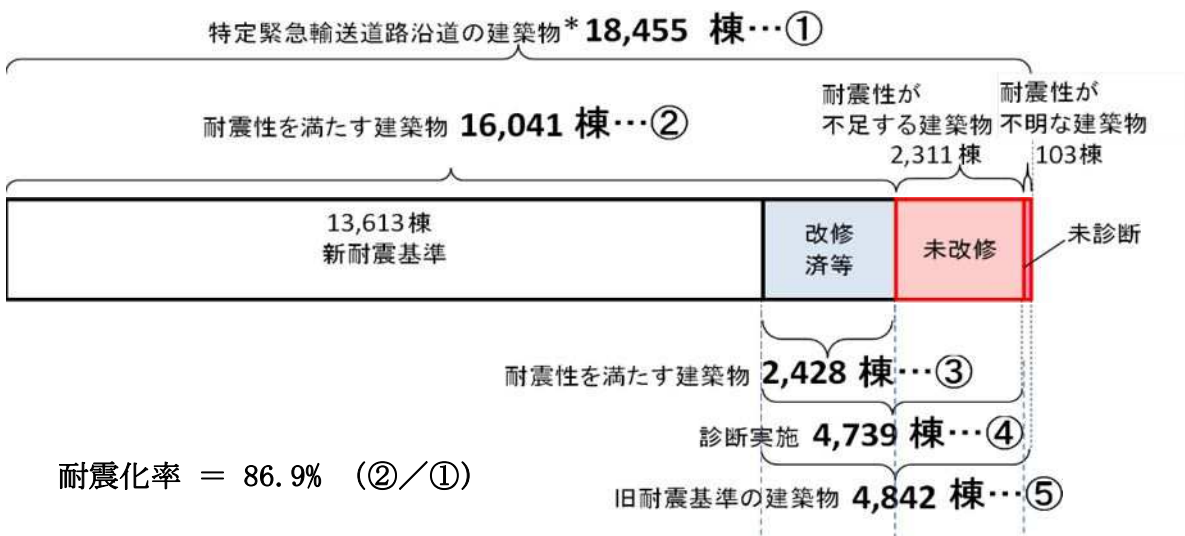 特定緊急輸送道路沿道の建築物* 18,455 棟…①
耐震性を満たす建築物 16,041 棟…②
耐震性が
不足する建築物
2,311棟
耐震性が
不明な建築物
103棟
13,613棟
新耐震基準
改修
済等
未改修
未診断
耐震性を満たす建築物 2,428 棟…③
診断実施 4,739 棟…④
旧耐震基準の建築物 4,842 棟…⑤
耐震化率 = 86.9% (②/①)